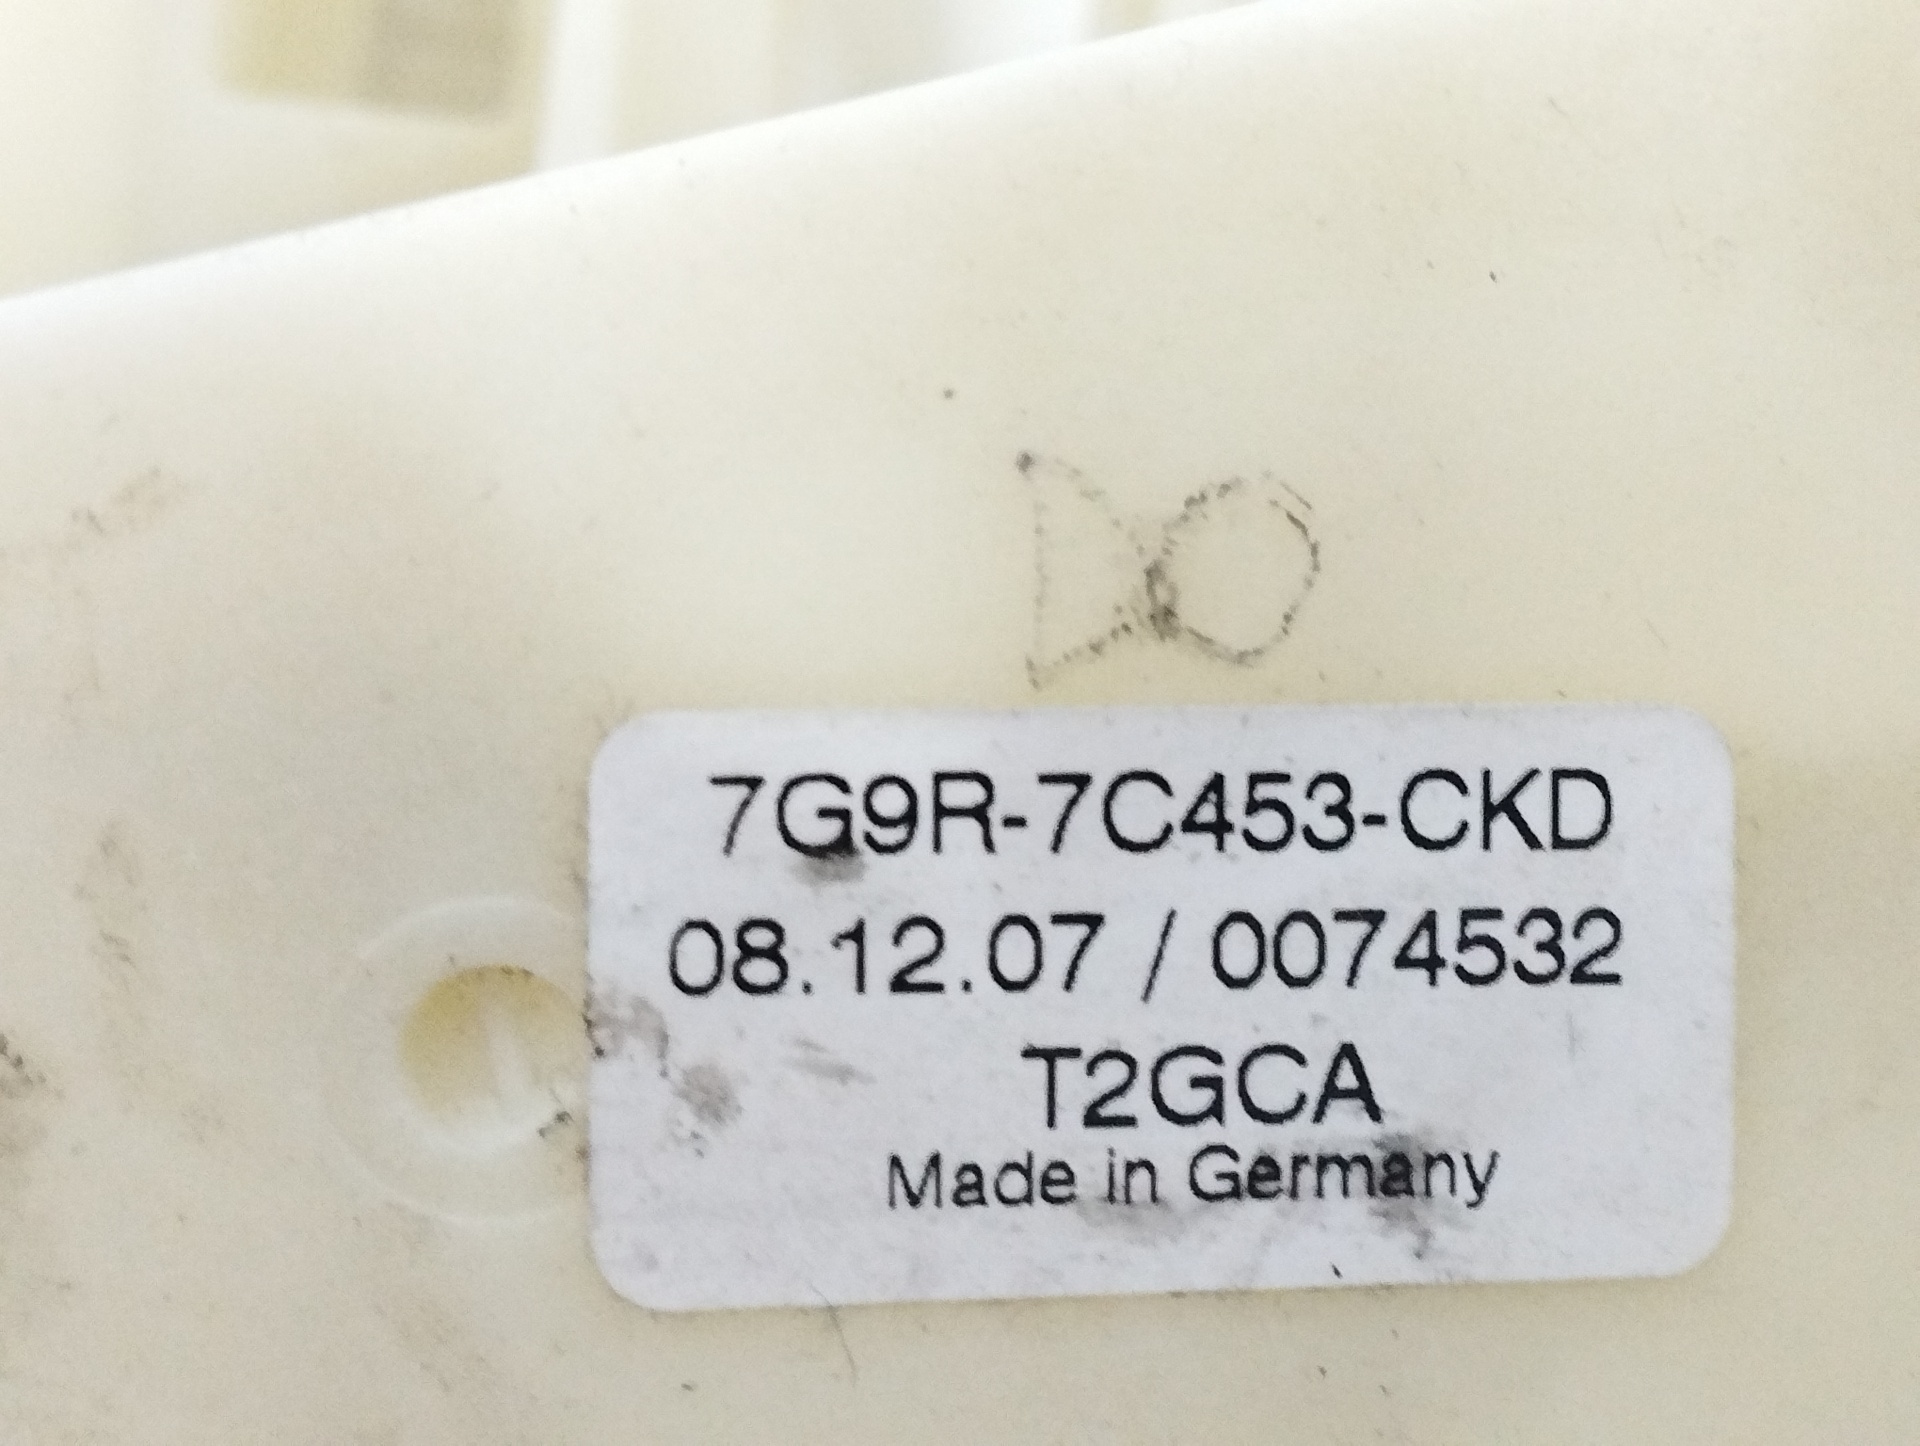 7G9R-7C453-CKD
08.12.07 / 0074532
T2GCA
Made in Germany